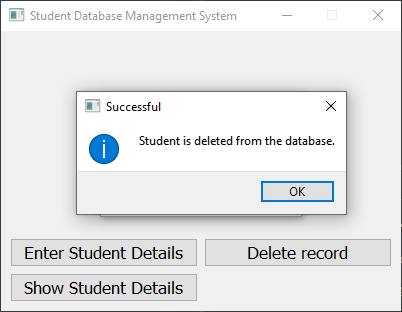 Student Database Management System
Successful
Student is deleted from the database.
OK
Enter Student Details
Delete record
Show Student Details